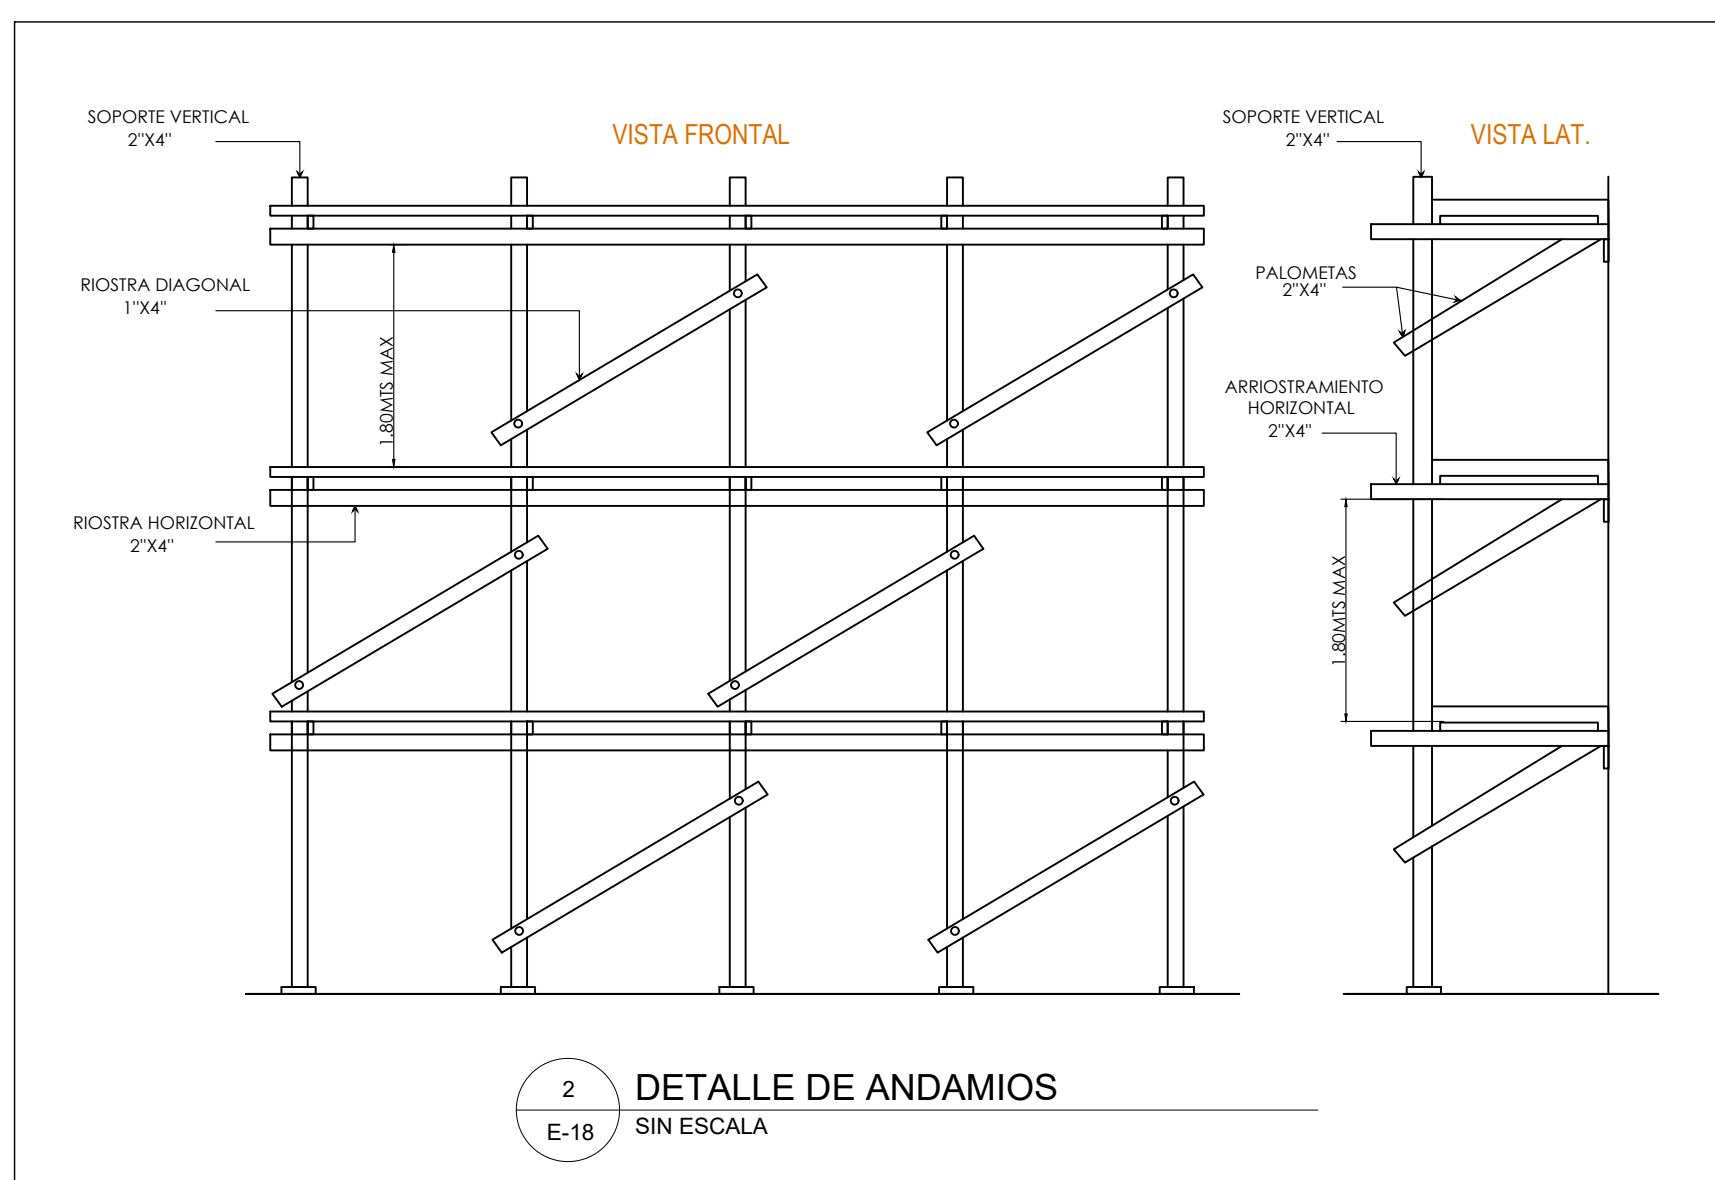 SOPORTE VERTICAL
2"X4"
VISTA FRONTAL
SOPORTE VERTICAL
2"X4"
VISTA LAT.
RIOSTRA DIAGONAL
1"X4"
1.80MTS MAX
PALOMETAS
2"X4"
ARRIOSTRAMIENTO
HORIZONTAL
2"X4"
RIOSTRA HORIZONTAL
2"X4"
1.80MTS MAX
2
E-18
DETALLE DE ANDAMIOS
SIN ESCALA